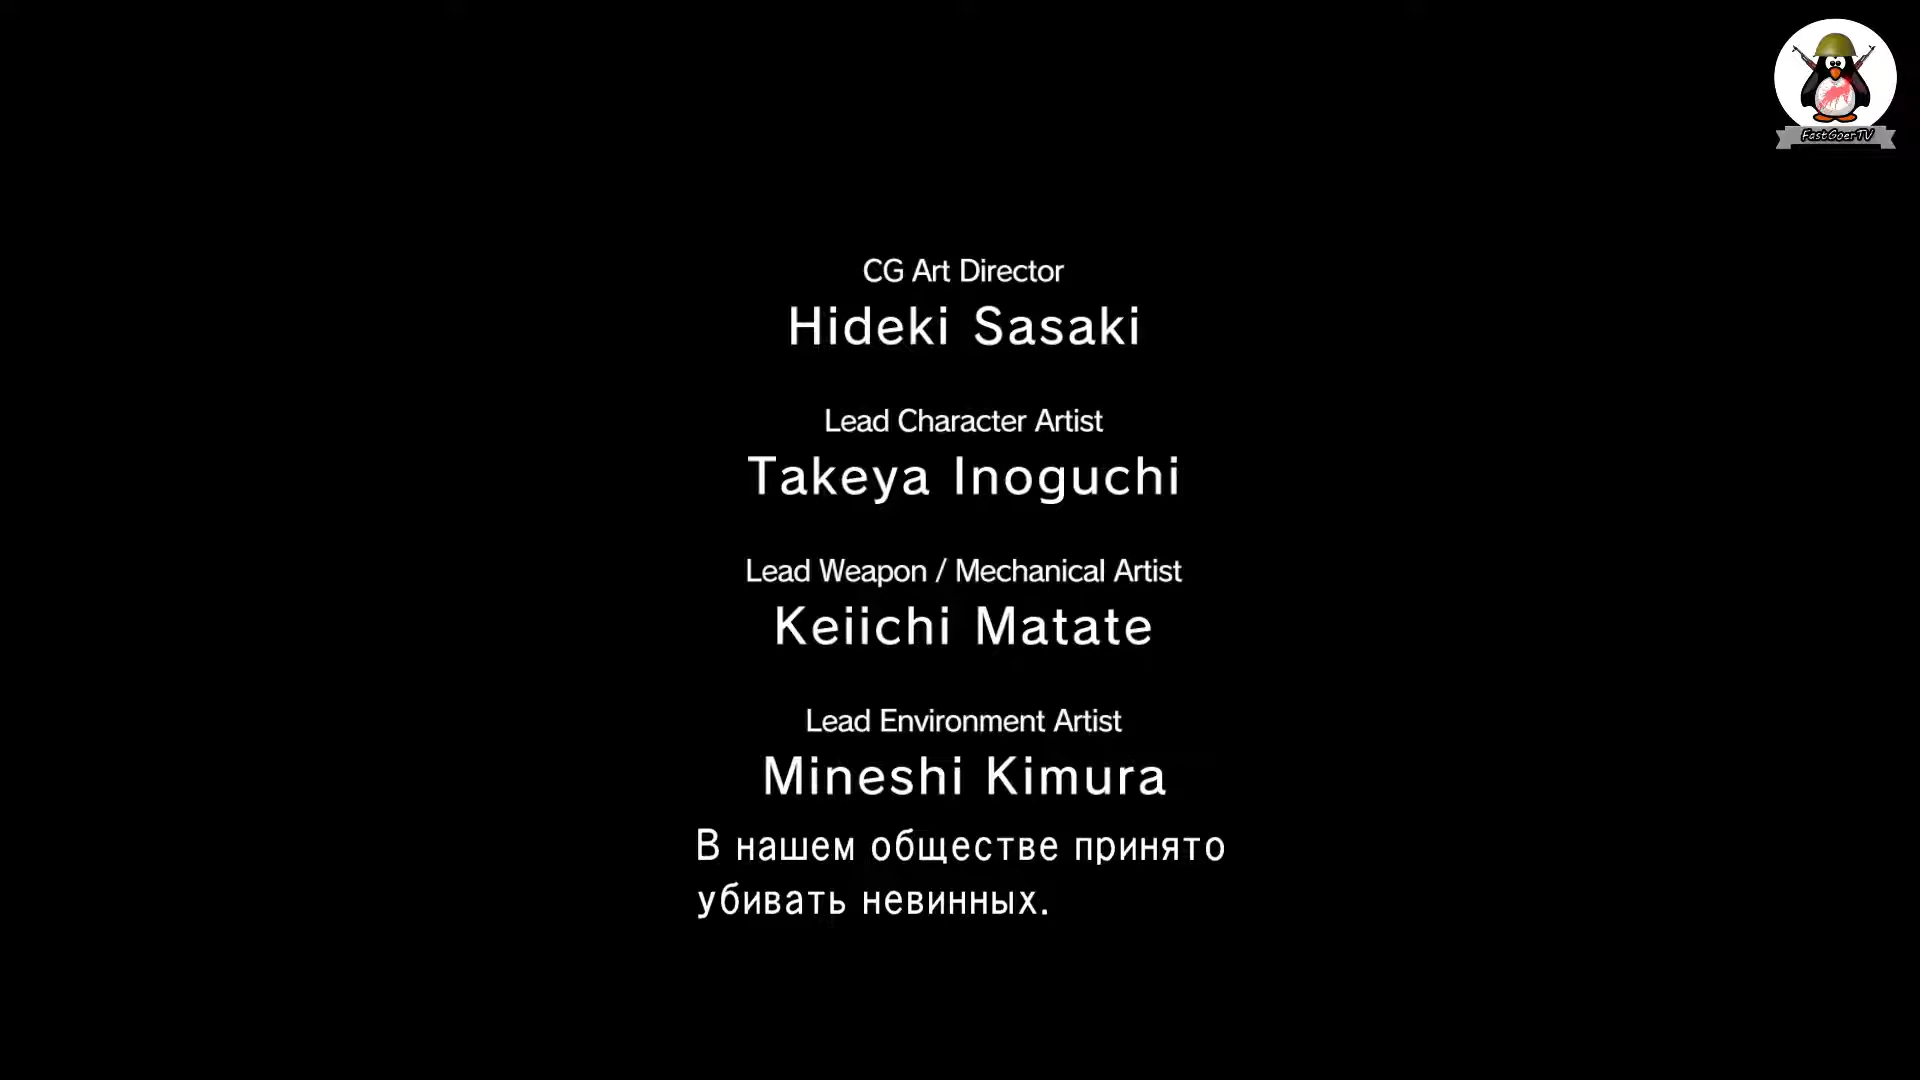 FastGoerTV
CG Art Director
Hideki Sasaki
Lead Character Artist
Takeya Inoguchi
Lead Weapon / Mechanical Artist
Keiichi Matate
Lead Environment Artist
Mineshi Kimura
В нашем обществе принято
убивать невинных.